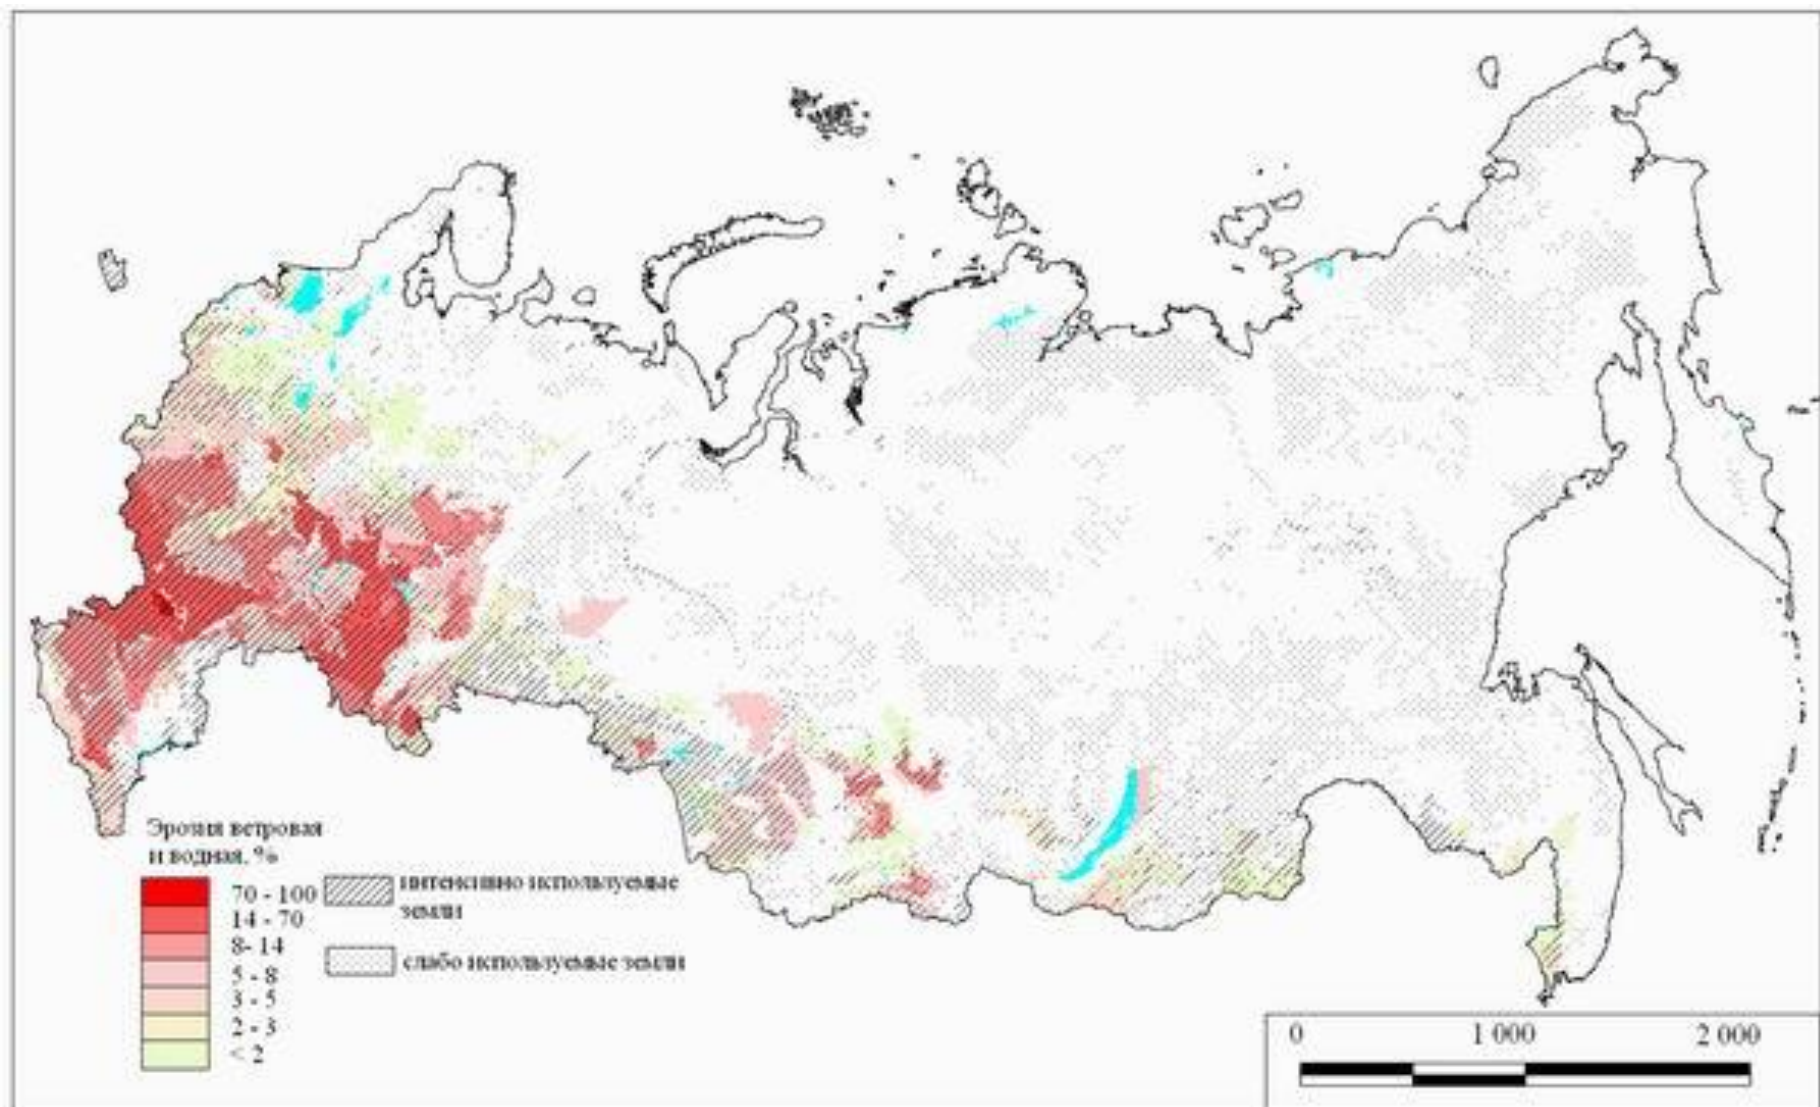 Эрозия ветровая
и водная, %
70 - 100
14 - 70
8- 14
5 - 8
3 - 5
2 - 3
< 2
интенсивно используемые
земли
слабо используемые земли
0 1 000 2 000